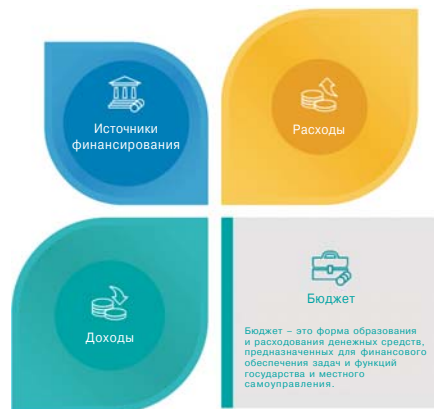 Источники
финансирования
Расходы
Доходы
Бюджет
Бюджет – это форма образования
и расходования денежных средств,
предназначенных для финансового
обеспечения задач и функций
государства и местного
самоуправления.